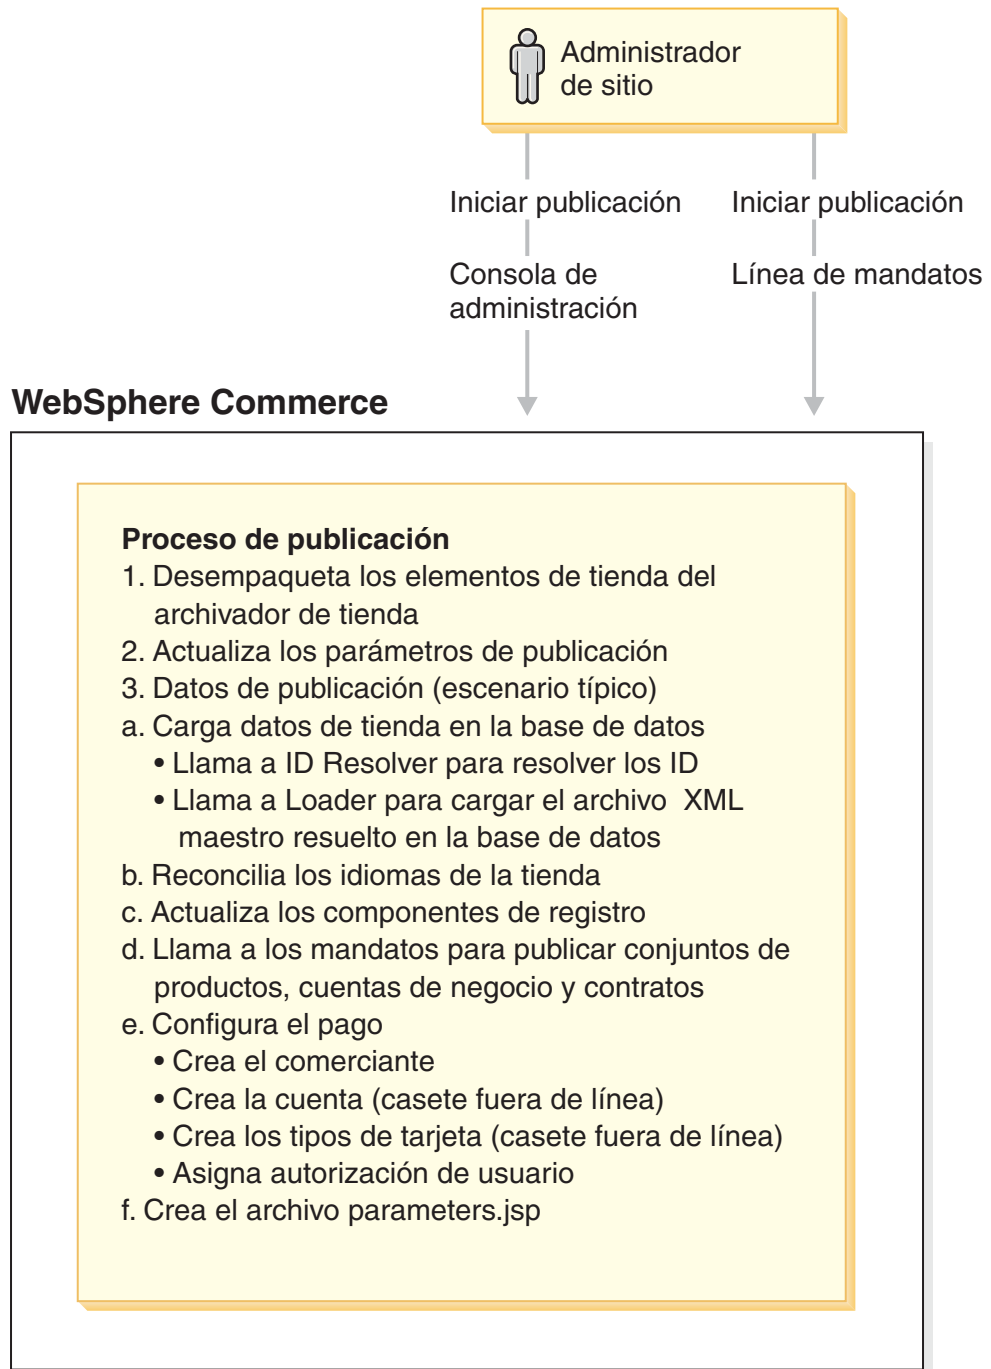 Administrador
de sitio
Iniciar publicación
Iniciar publicación
Consola de
administración
Línea de mandatos
WebSphere Commerce
Proceso de publicación
1. Desempaqueta los elementos de tienda del
archivador de tienda
2. Actualiza los parámetros de publicación
3. Datos de publicación (escenario típico)
a. Carga datos de tienda en la base de datos
• Llama a ID Resolver para resolver los ID
• Llama a Loader para cargar el archivo XML
maestro resuelto en la base de datos
b. Reconcilia los idiomas de la tienda
c. Actualiza los componentes de registro
d. Llama a los mandatos para publicar conjuntos de
productos, cuentas de negocio y contratos
e. Configura el pago
• Crea el comerciante
• Crea la cuenta (casete fuera de línea)
• Crea los tipos de tarjeta (casete fuera de línea)
• Asigna autorización de usuario
f. Crea el archivo parameters.jsp